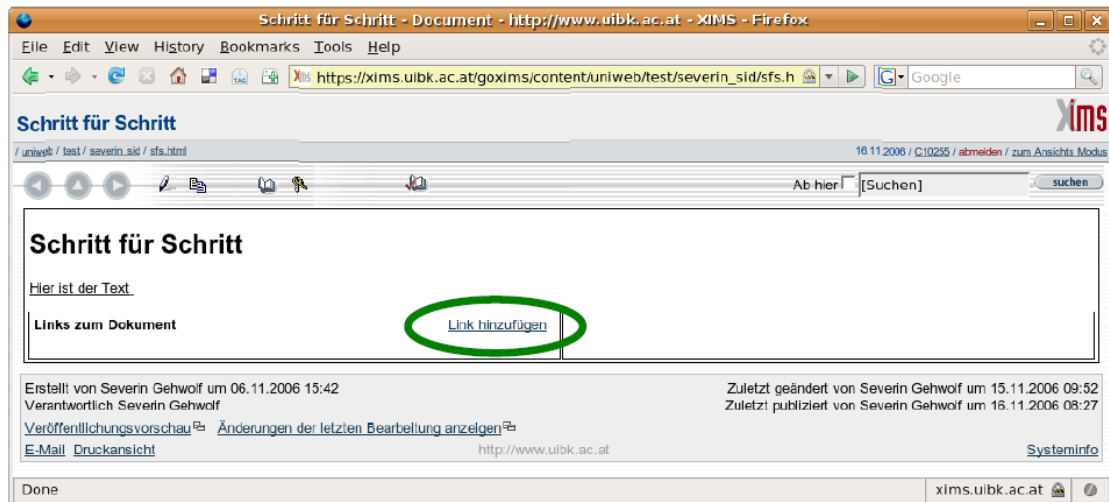 Schritt für Schritt - Document - http://www.uibk.ac.at - XIMS - Firefox
File Edit View History Bookmarks Tools Help
TAG Xims https://xims.uibk.ac.at/goxims/content/uniweb/test/severin_sid/sfs.h G Google
Schritt für Schritt Xims
/ uniweb / test / severin_sid / sfs.html 16.11.2006 / C10255 / abmelden / zum Ansichts Modus
Ab hier [Suchen] suchen
Schritt für Schritt
Hier ist der Text
Links zum Dokument Link hinzufügen
Erstellt von Severin Gehwolf um 06.11.2006 15:42 Zuletzt geändert von Severin Gehwolf um 15.11.2006 09:52
Verantwortlich Severin Gehwolf Zuletzt publiziert von Severin Gehwolf um 16.11.2006 08:27
Veröffentlichungsvorschau Änderungen der letzten Bearbeitung anzeigen
E-Mail Druckansicht http://www.uibk.ac.at Systeminfo
Done xims.uibk.ac.at